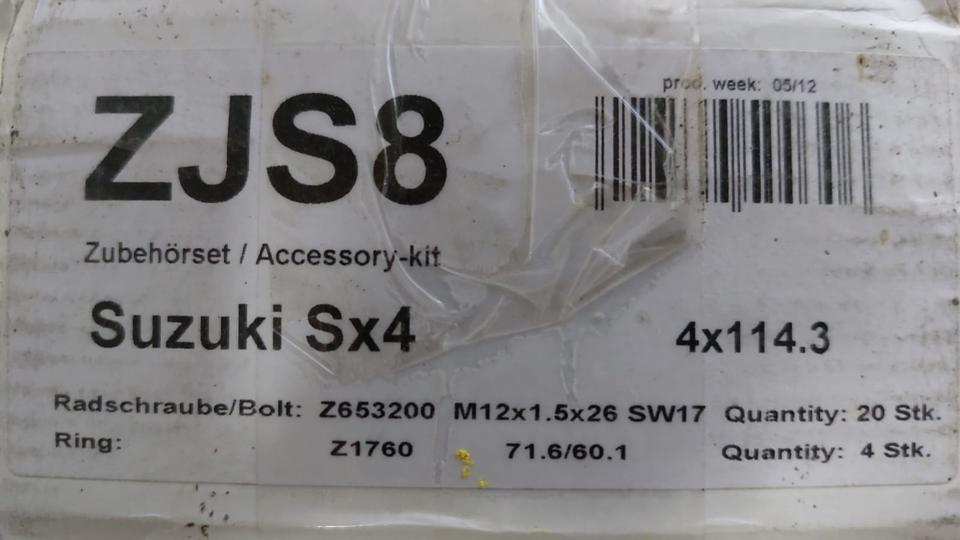 prod. week: 05/12
ZJS8
Zubehörset / Accessory-kit
Suzuki Sx4 4x114.3
Radschraube/Bolt: Z653200 M12x1.5x26 SW17 Quantity: 20 Stk.
Ring: Z1760 71.6/60.1 Quantity: 4 Stk.